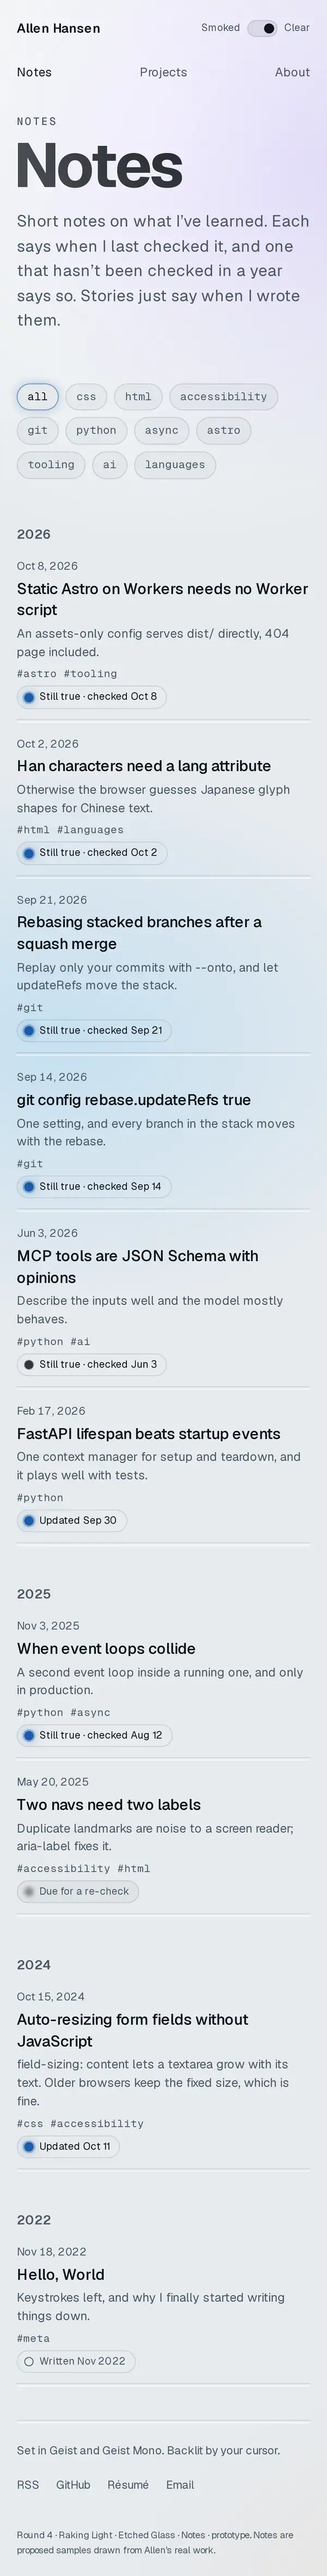 Allen Hansen
Smoked
Clear
Notes
Projects
About
NOTES
Notes
Short notes on what I’ve learned. Each
says when I last checked it, and one
that hasn’t been checked in a year
says so. Stories just say when I wrote
them.
all
css
html
accessibility
git
python
async
astro
tooling
ai
languages
2026
Oct 8, 2026
Static Astro on Workers needs no Worker
script
An assets-only config serves dist/ directly, 404
page included.
#astro #tooling
Still true · checked Oct 8
Oct 2, 2026
Han characters need a lang attribute
Otherwise the browser guesses Japanese glyph
shapes for Chinese text.
#html #languages
Still true · checked Oct 2
Sep 21, 2026
Rebasing stacked branches after a
squash merge
Replay only your commits with --onto, and let
updateRefs move the stack.
#git
Still true · checked Sep 21
Sep 14, 2026
git config rebase.updateRefs true
One setting, and every branch in the stack moves
with the rebase.
#git
Still true · checked Sep 14
Jun 3, 2026
MCP tools are JSON Schema with
opinions
Describe the inputs well and the model mostly
behaves.
#python #ai
Still true · checked Jun 3
Feb 17, 2026
FastAPI lifespan beats startup events
One context manager for setup and teardown, and
it plays well with tests.
#python
Updated Sep 30
2025
Nov 3, 2025
When event loops collide
A second event loop inside a running one, and only
in production.
#python #async
Still true · checked Aug 12
May 20, 2025
Two navs need two labels
Duplicate landmarks are noise to a screen reader;
aria-label fixes it.
#accessibility #html
Due for a re-check
2024
Oct 15, 2024
Auto-resizing form fields without
JavaScript
field-sizing: content lets a textarea grow with its
text. Older browsers keep the fixed size, which is
fine.
#css #accessibility
Updated Oct 11
2022
Nov 18, 2022
Hello, World
Keystrokes left, and why I finally started writing
things down.
#meta
Written Nov 2022
Set in Geist and Geist Mono. Backlit by your cursor.
RSS
GitHub
Résumé
Email
Round 4 · Raking Light · Etched Glass · Notes · prototype. Notes are
proposed samples drawn from Allen’s real work.